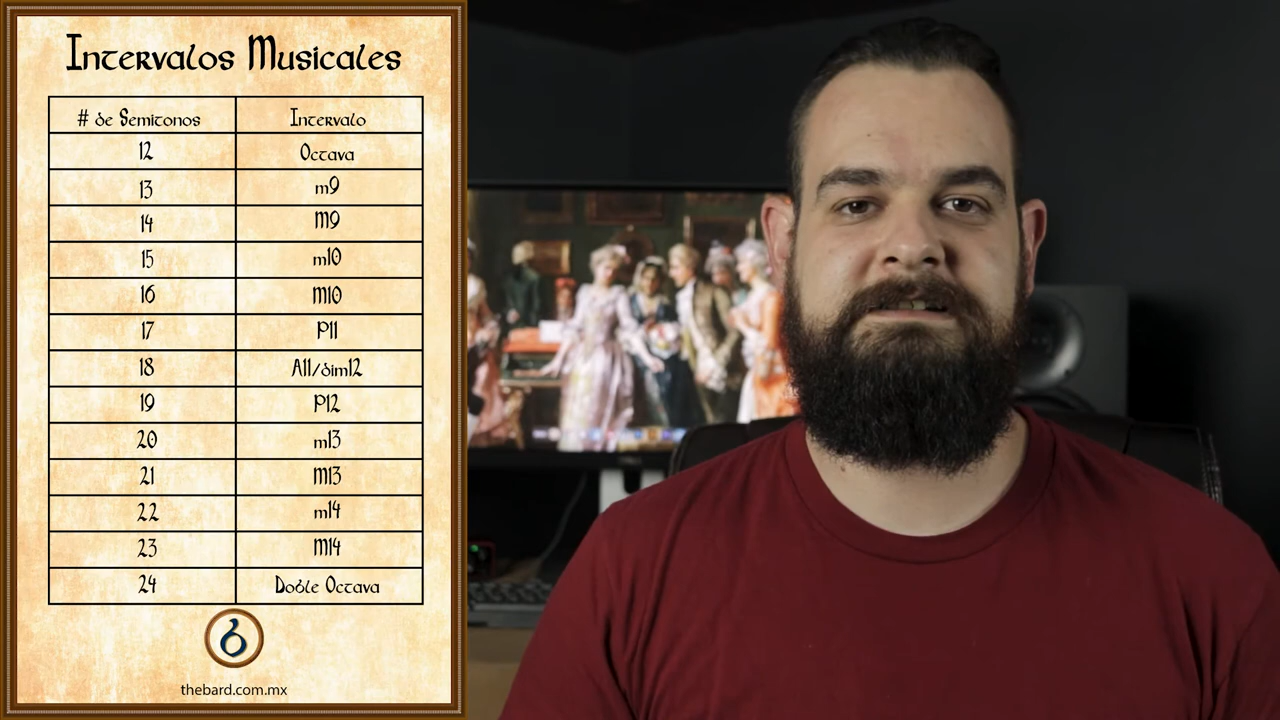 Intervalos Musicales
# de Semitonos Intervalo
12 Octava
13 m9
14 M9
15 m10
16 M10
17 P11
18 A11/dim12
19 P12
20 m13
21 M13
22 m14
23 M14
24 Doble Octava
thebard.com.mx